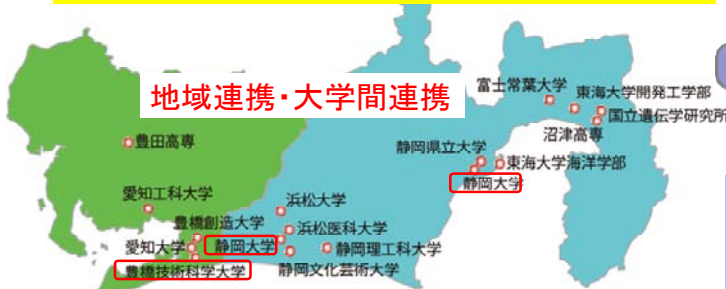 地域連携・大学間連携
富士常葉大学
東海大学開発工学部
国立遺伝学研究所
沼津高専
豊田高専
静岡県立大学
東海大学海洋学部
静岡大学
愛知工科大学
浜松大学
豊橋創造大学
浜松医科大学
愛知大学
静岡大学
静岡理工科大学
静岡文化芸術大学
豊橋技術科学大学